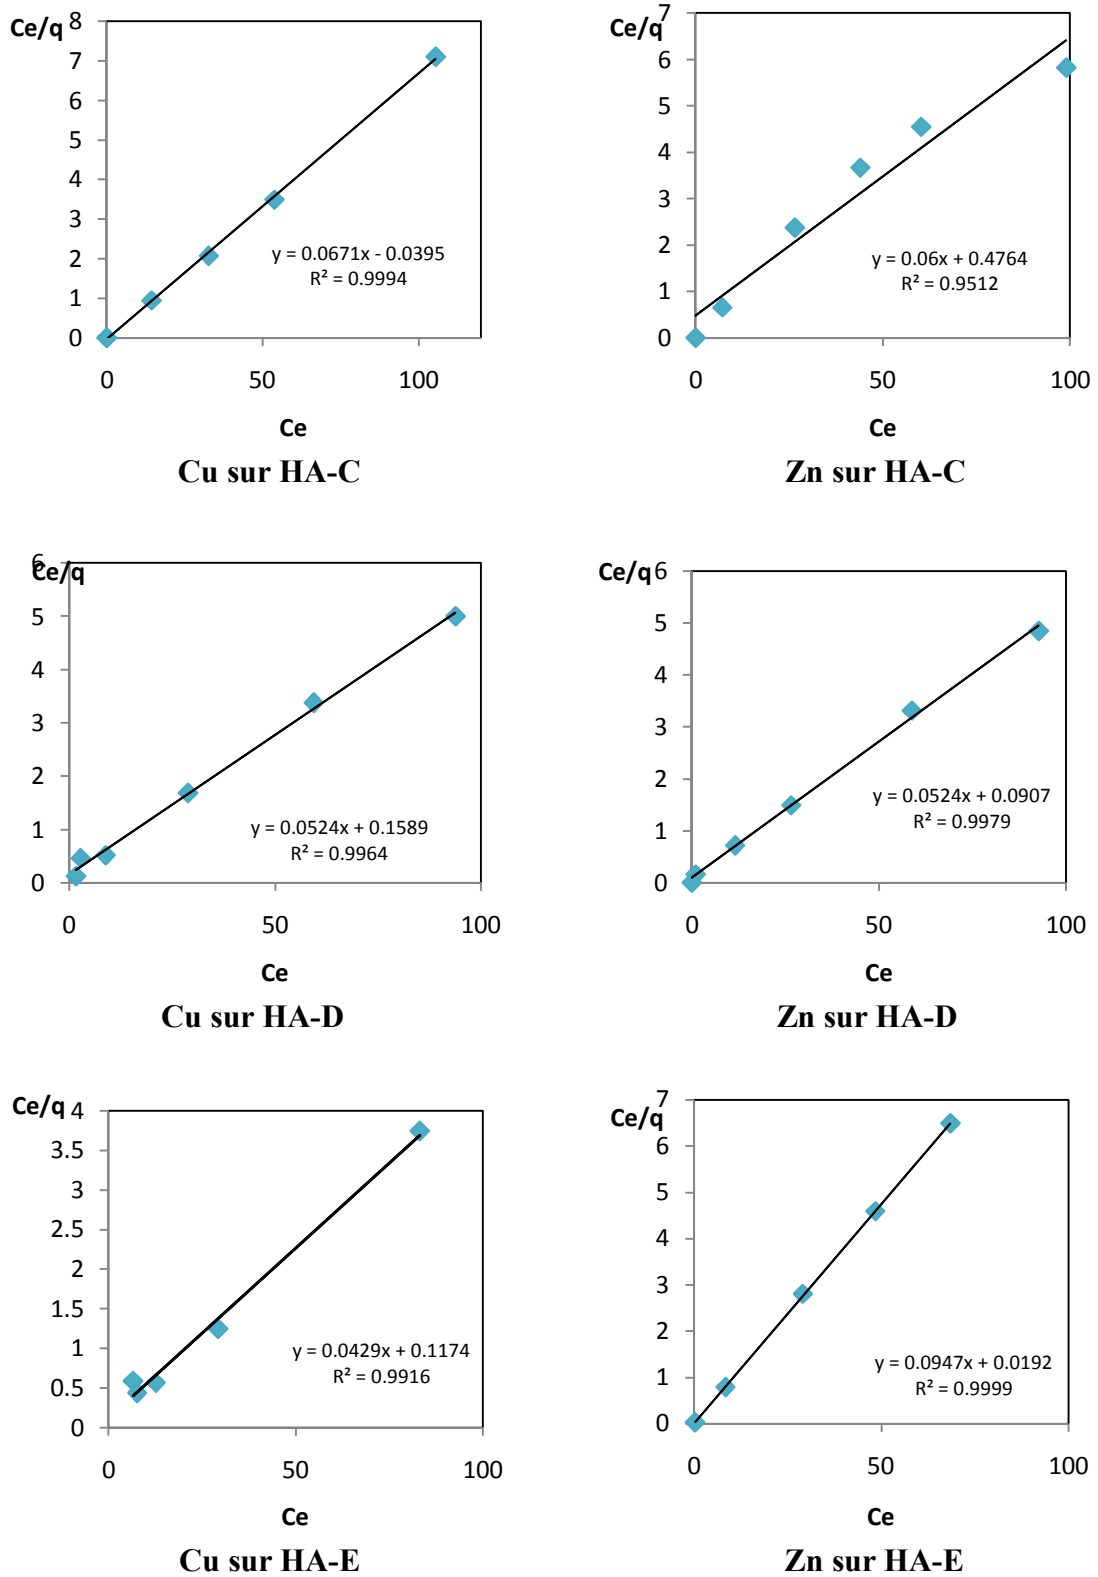 Ce/q
8
7
6
5
4
3
2
1
0
0 50 100
y = 0.0671x - 0.0395
R² = 0.9994
Ce
Cu sur HA-C
Ce/q
7
6
5
4
3
2
1
0
0 50 100
y = 0.06x + 0.4764
R² = 0.9512
Ce
Zn sur HA-C
Ce/q
6
5
4
3
2
1
0
0 50 100
y = 0.0524x + 0.1589
R² = 0.9964
Ce
Cu sur HA-D
Ce/q
6
5
4
3
2
1
0
0 50 100
y = 0.0524x + 0.0907
R² = 0.9979
Ce
Zn sur HA-D
Ce/q
4
3.5
3
2.5
2
1.5
1
0.5
0
0 50 100
y = 0.0429x + 0.1174
R² = 0.9916
Ce
Cu sur HA-E
Ce/q
7
6
5
4
3
2
1
0
0 50 100
y = 0.0947x + 0.0192
R² = 0.9999
Ce
Zn sur HA-E